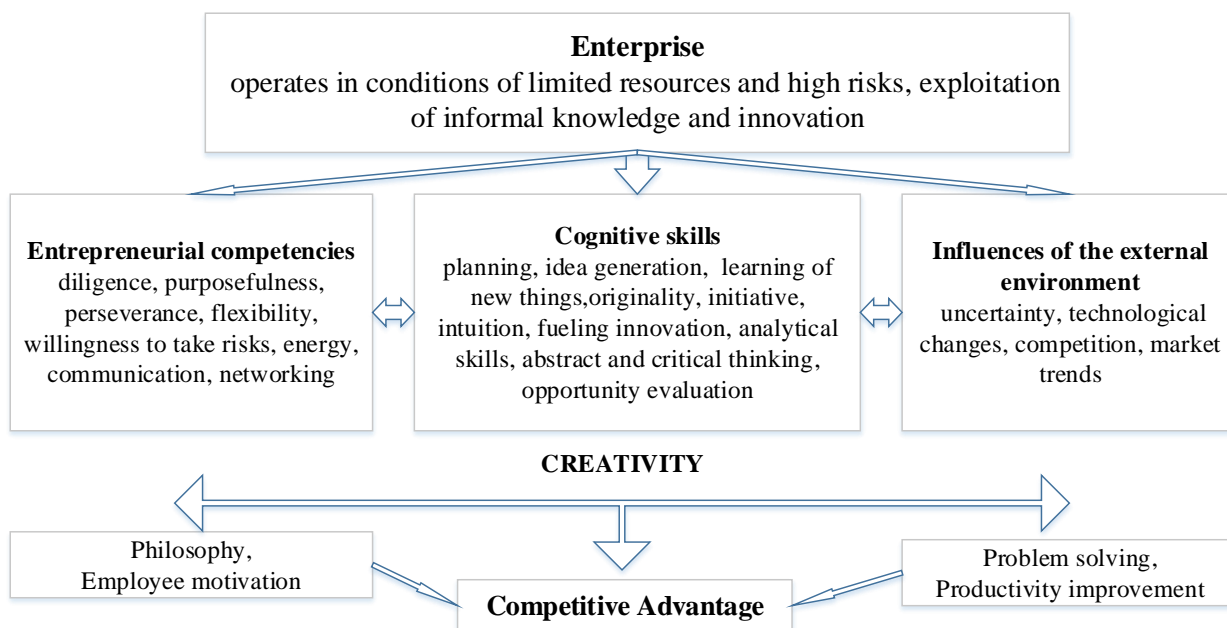 Enterprise
operates in conditions of limited resources and high risks, exploitation
of informal knowledge and innovation
Entrepreneurial competencies
diligence, purposefulness,
perseverance, flexibility,
willingness to take risks, energy,
communication, networking
Cognitive skills
planning, idea generation, learning of
new things,originality, initiative,
intuition, fueling innovation, analytical
skills, abstract and critical thinking,
opportunity evaluation
Influences of the external
environment
uncertainty, technological
changes, competition, market
trends
CREATIVITY
Philosophy,
Employee motivation
Competitive Advantage
Problem solving,
Productivity improvement